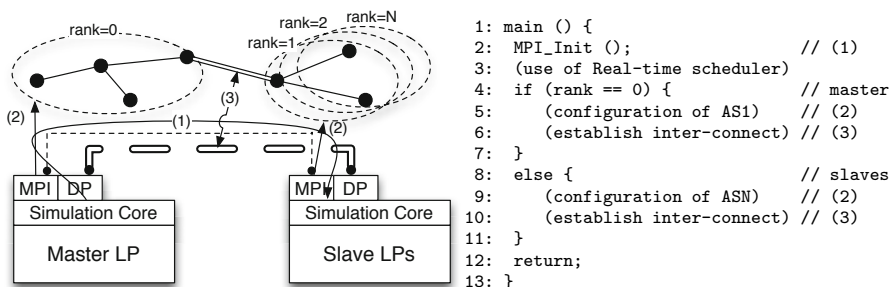 rank=0
rank=2
rank=N
rank=1
(3)
(2)
(1)
(2)
MPI
DP
Simulation Core
Master LP
MPI
DP
Simulation Core
Slave LPs
1: main () {
2: MPI_Init (); // (1)
3: (use of Real-time scheduler)
4: if (rank == 0) { // master
5: (configuration of AS1) // (2)
6: (establish inter-connect) // (3)
7: }
8: else { // slaves
9: (configuration of ASN) // (2)
10: (establish inter-connect) // (3)
11: }
12: return;
13: }